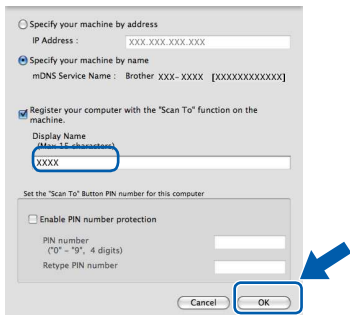 Specify your machine by address
IP Address : XXX.XXX.XXX.XXX
Specify your machine by name
mDNS Service Name : Brother XXX-XXXX [XXXXXXXXXXXX]
Register your computer with the "Scan To" function on the
machine.
Display Name
(Max 15 characters)
XXXX
Set the "Scan To" Button PIN number for this computer
Enable PIN number protection
PIN number
("0" - "9", 4 digits)
Retype PIN number
Cancel OK